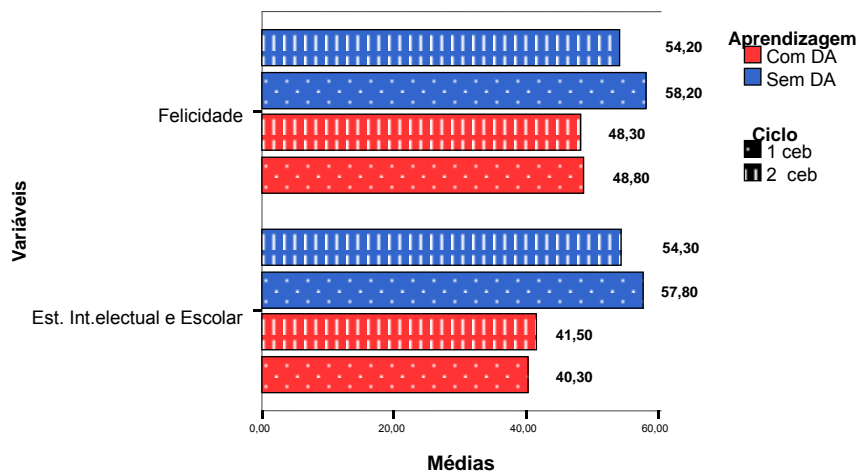 54,20
58,20
Felicidade
48,30
48,80
54,30
57,80
Est. Int.electual e Escolar
41,50
40,30
Variáveis
0,00 20,00 40,00 60,00
Médias
Aprendizagem
Com DA
Sem DA
Ciclo
1 ceb
2 ceb